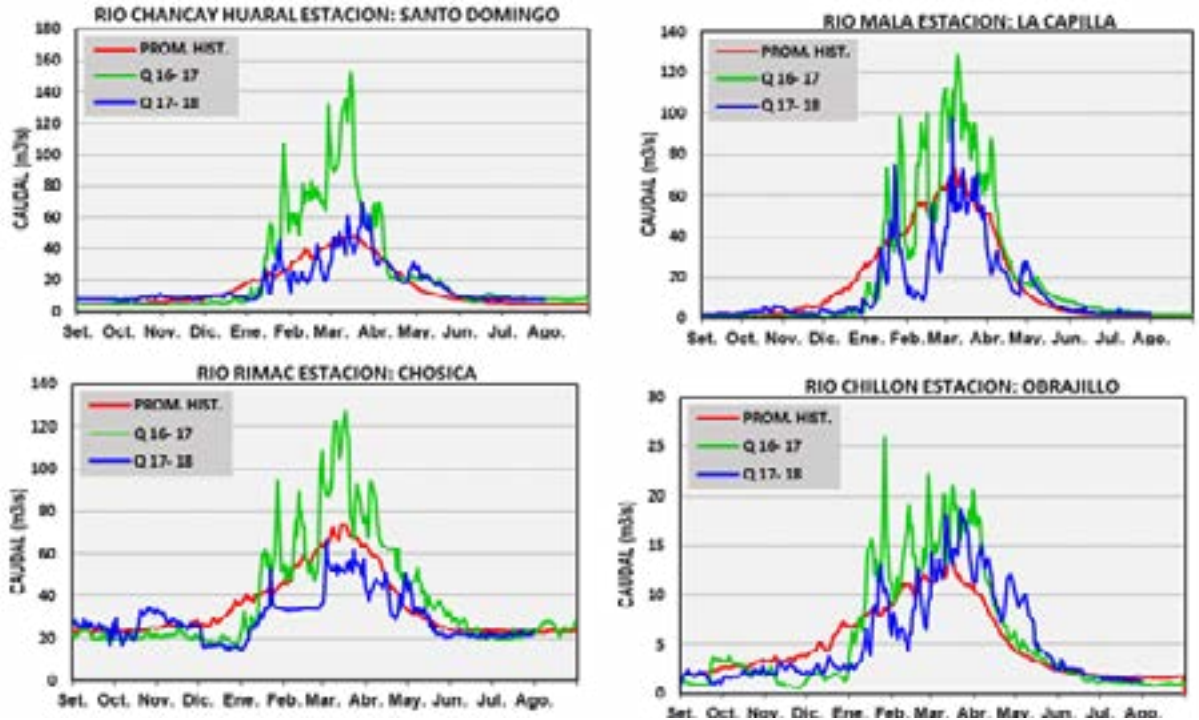 RIO CHANCAY HUARAL ESTACION: SANTO DOMINGO
CAUDAL (m3/s)
180
160
140
120
100
80
60
40
20
0
PROM. HIST.
Q 16- 17
Q 17- 18
Set. Oct. Nov. Dic. Ene. Feb. Mar. Abr. May. Jun. Jul. Ago.
RIO MALA ESTACION: LA CAPILLA
CAUDAL (m3/s)
140
120
100
80
60
40
20
0
PROM. HIST.
Q 16- 17
Q 17- 18
Set. Oct. Nov. Dic. Ene. Feb. Mar. Abr. May. Jun. Jul. Ago.
RIO RIMAC ESTACION: CHOSICA
CAUDAL (m3/s)
140
120
100
80
60
40
20
0
PROM. HIST.
Q 16- 17
Q 17- 18
Set. Oct. Nov. Dic. Ene. Feb. Mar. Abr. May. Jun. Jul. Ago.
RIO CHILLON ESTACION: OBRAJILLO
CAUDAL (m3/s)
30
25
20
15
10
5
0
PROM. HIST.
Q 16- 17
Q 17- 18
Set. Oct. Nov. Dic. Ene. Feb. Mar. Abr. May. Jun. Jul. Ago.